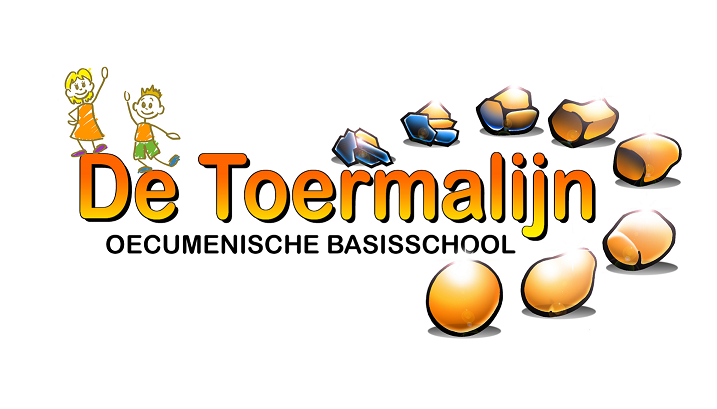 De Toermalijn
OECUMENISCHE BASISSCHOOL